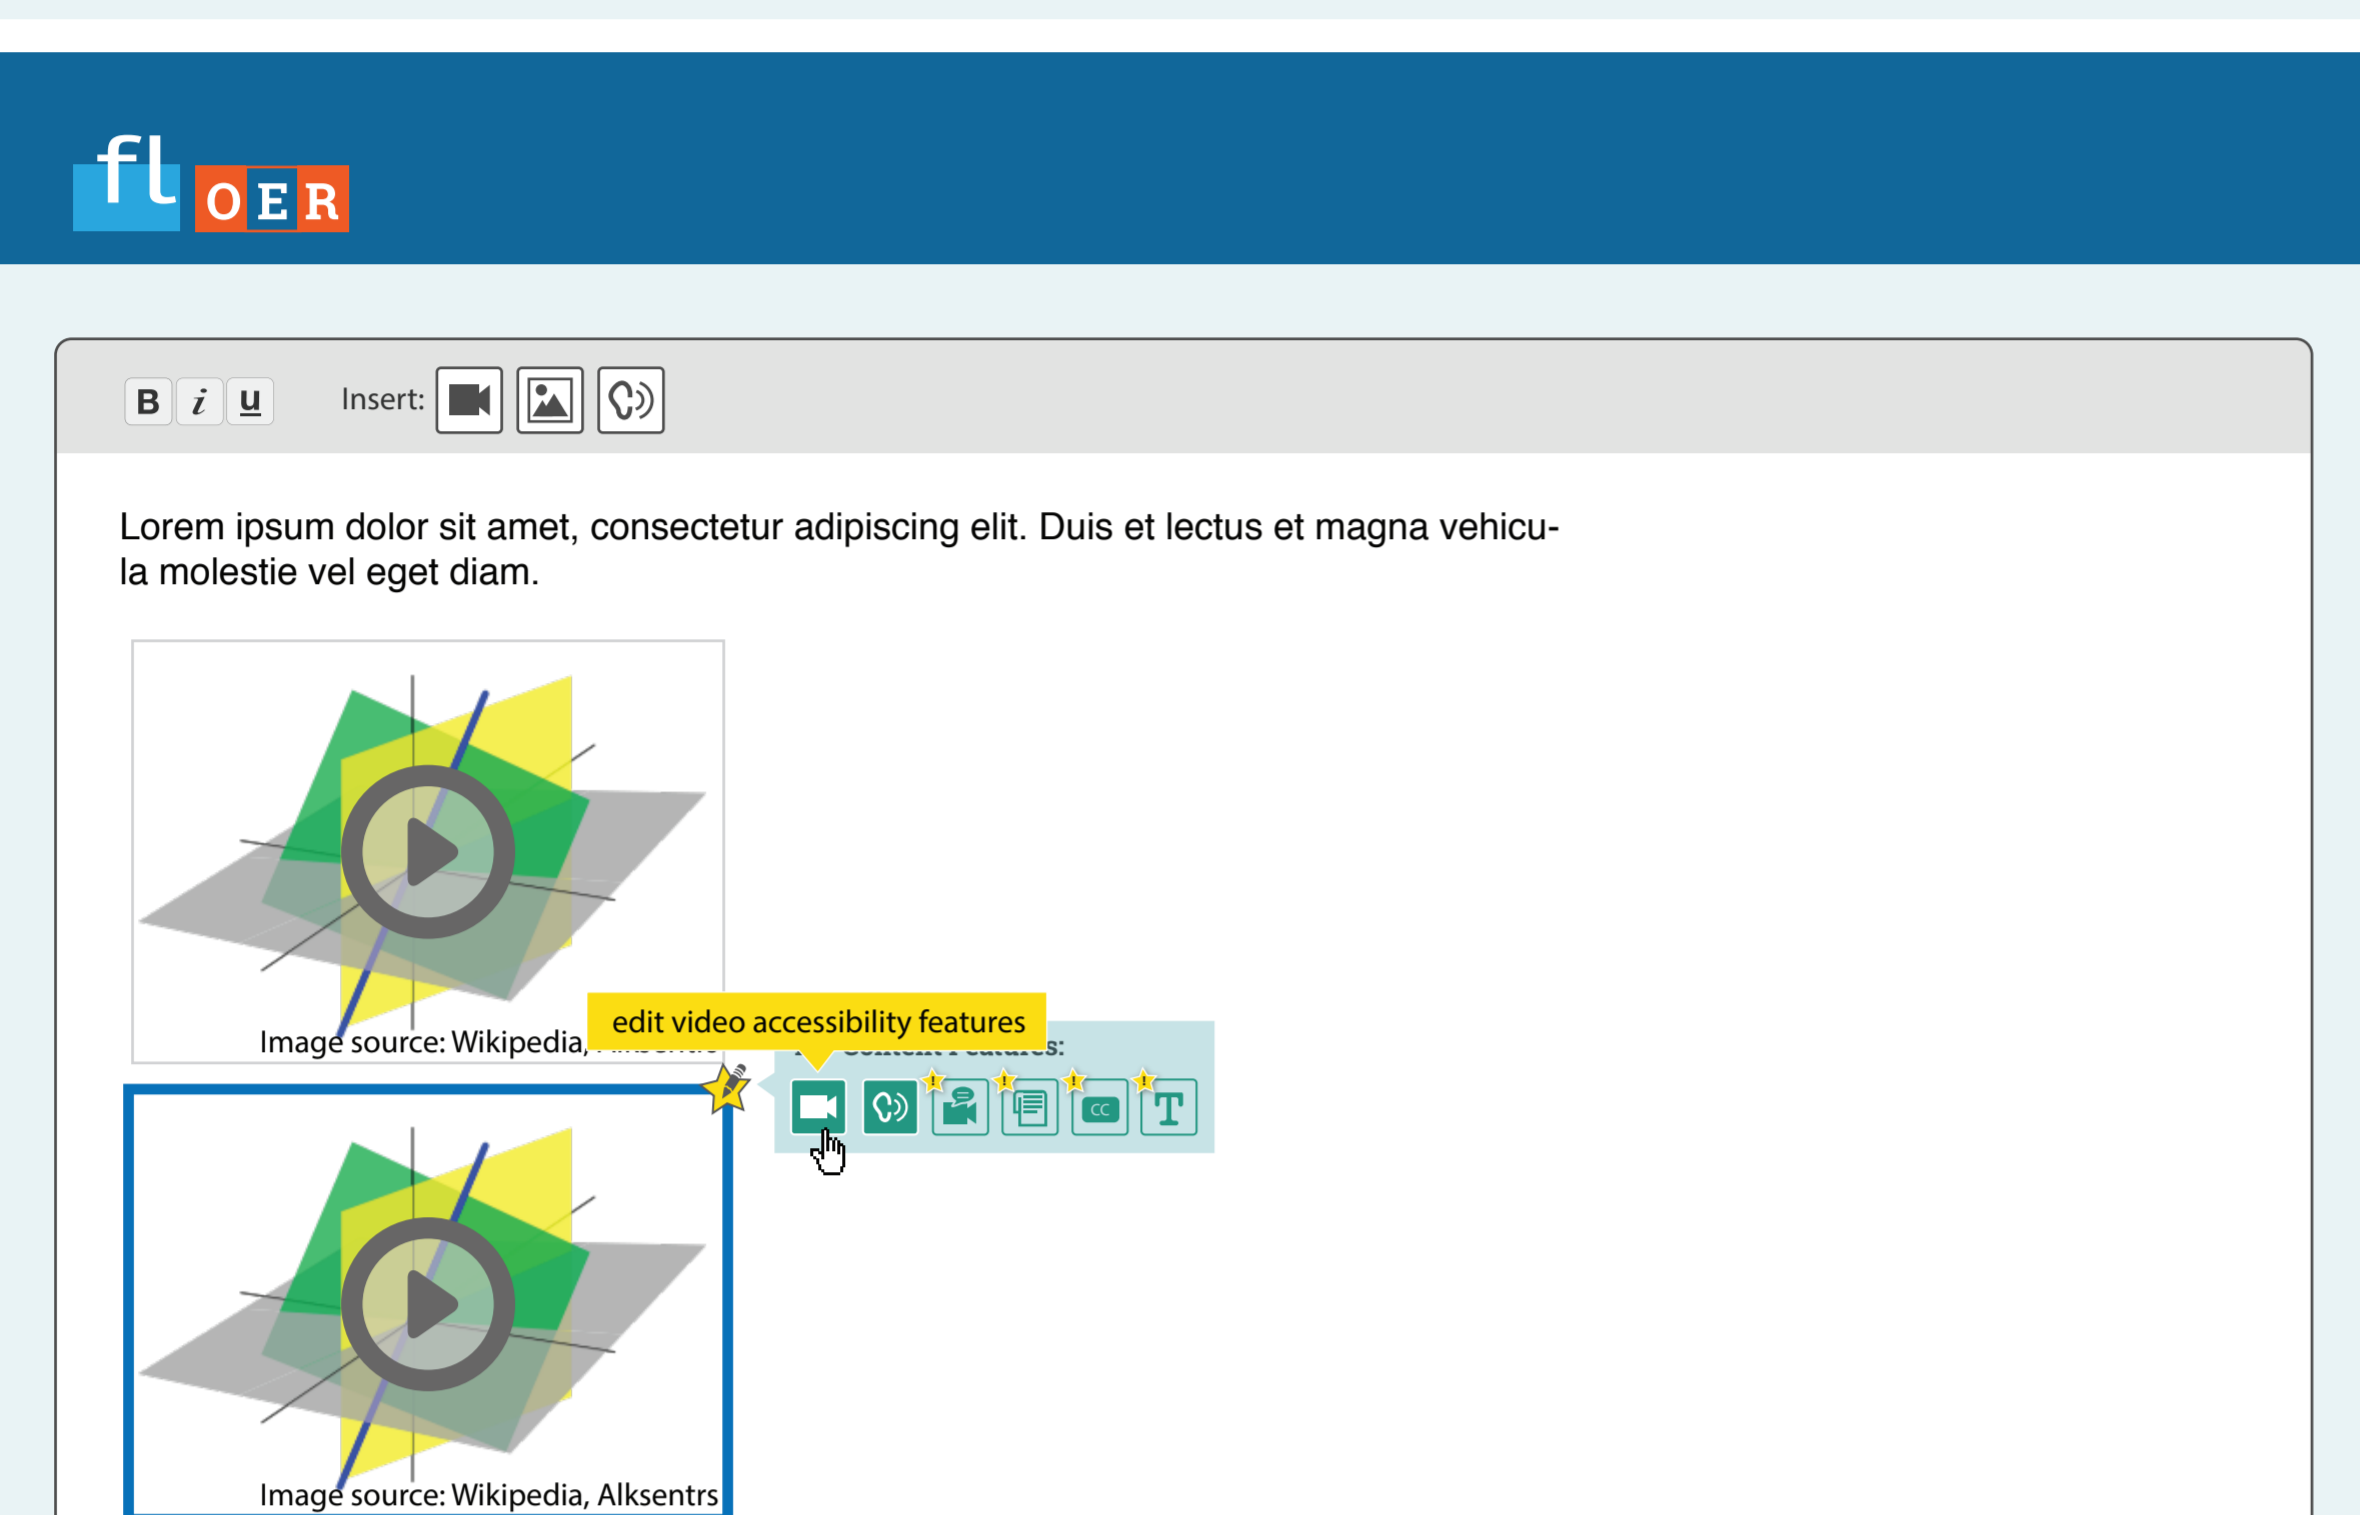 fl OER
B i u Insert:
Lorem ipsum dolor sit amet, consectetur adipiscing elit. Duis et lectus et magna vehicu-
la molestie vel eget diam.
Image source: Wikipedia,
edit video accessibility features
! ! ! !
CC T
Image source: Wikipedia, Alksentrs